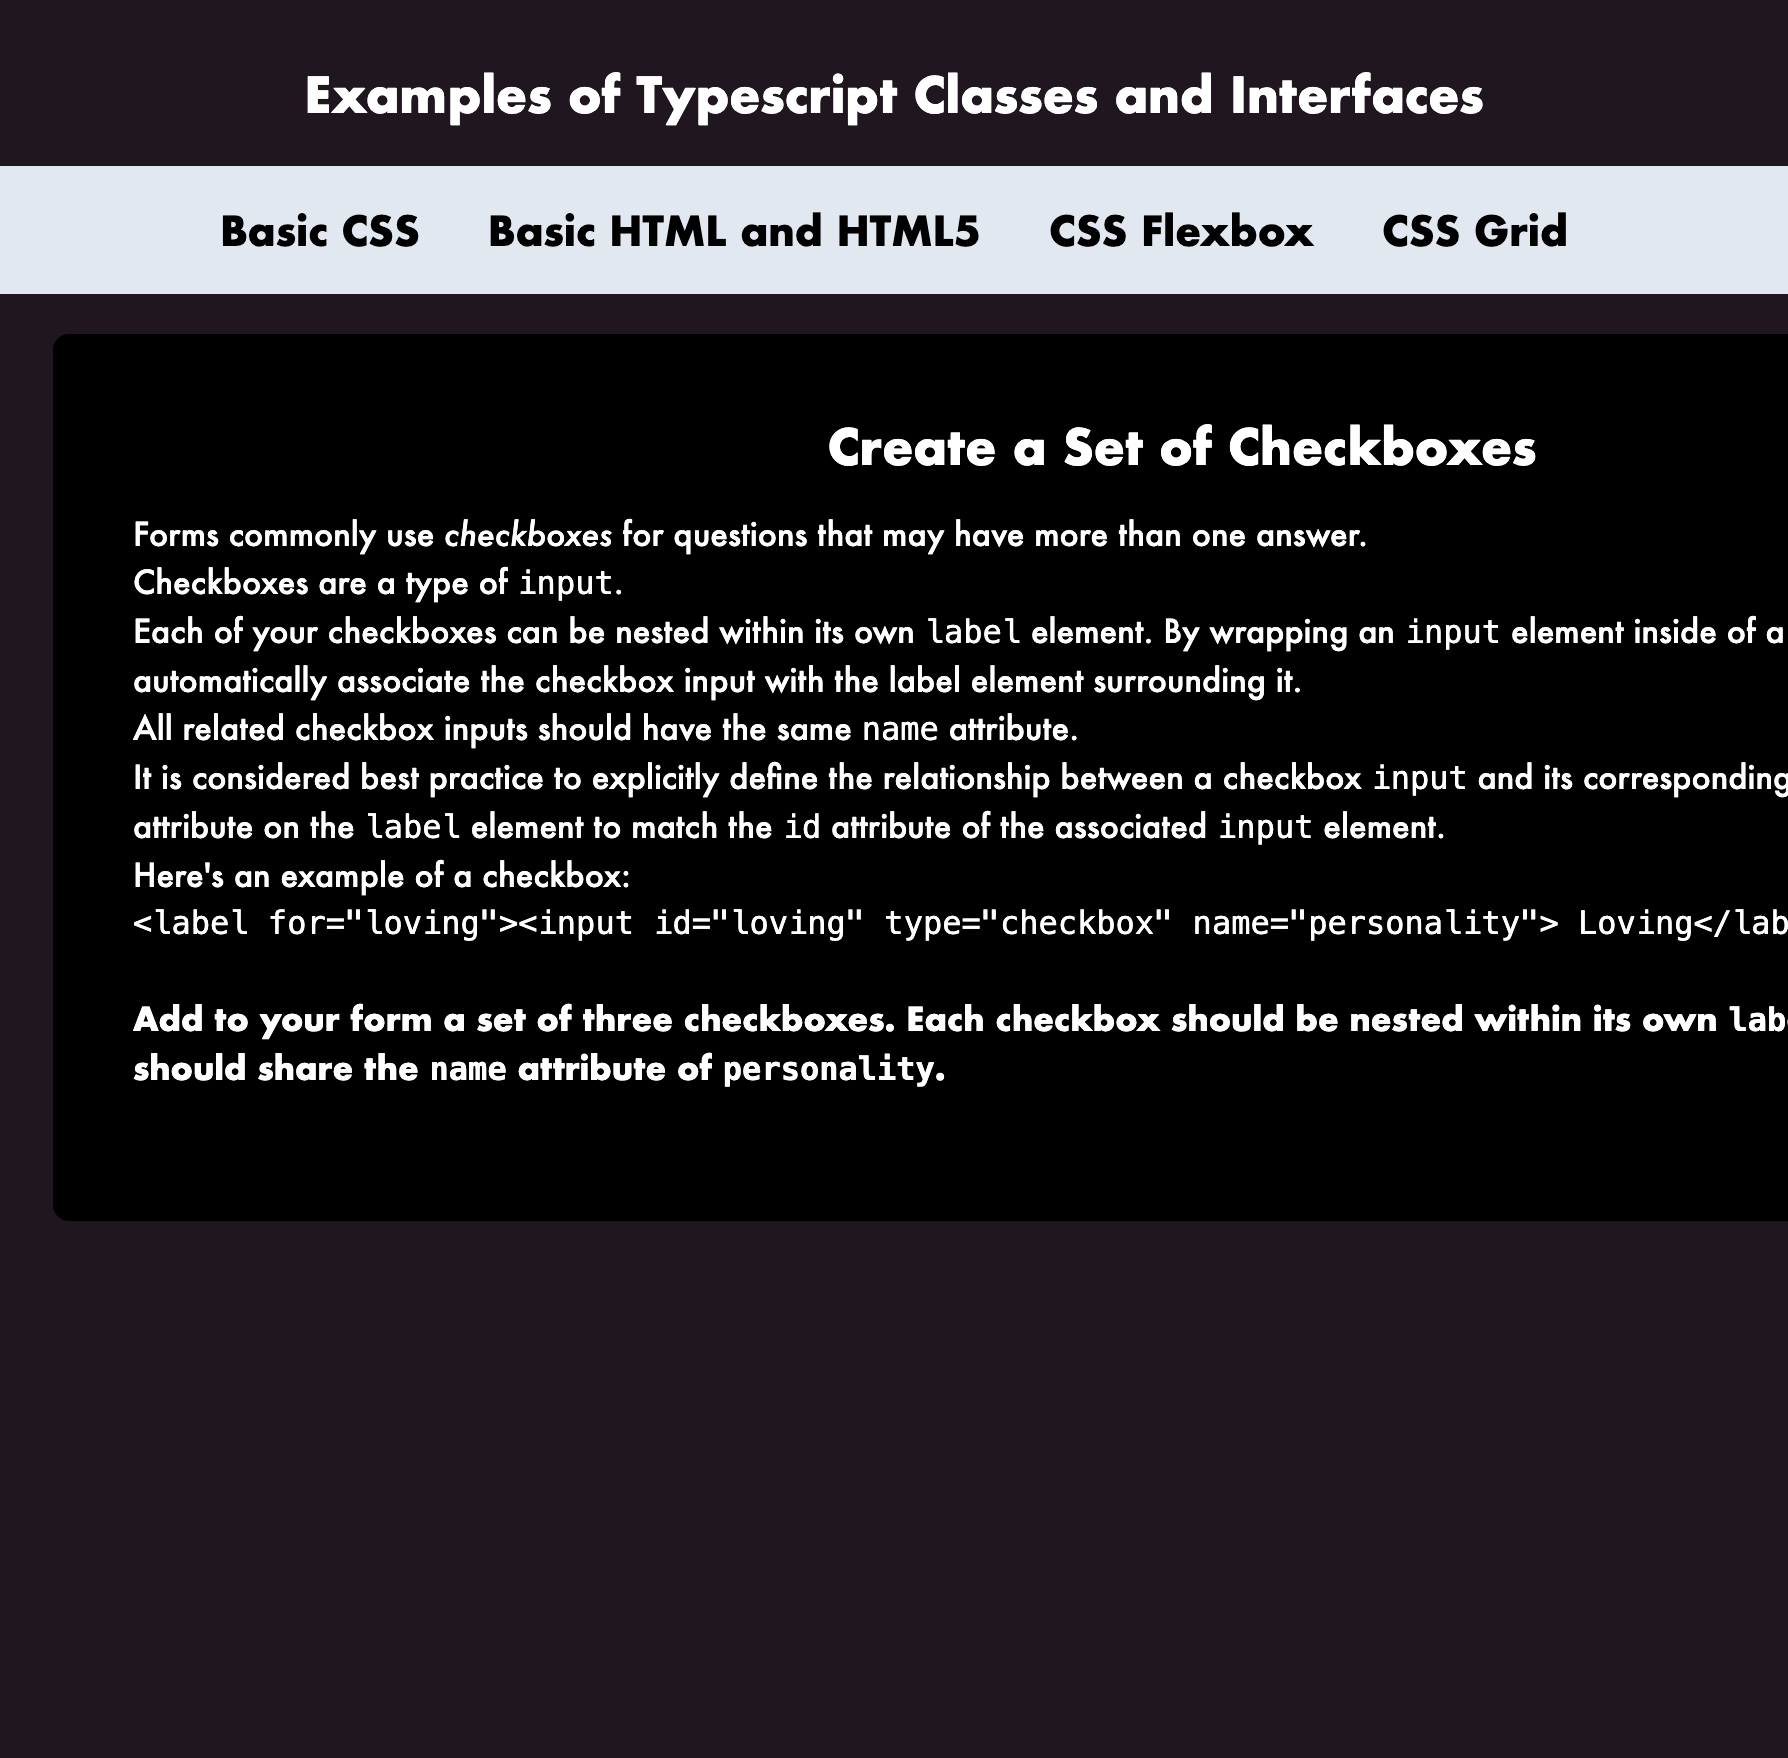 Examples of Typescript Classes and Interfaces
Basic CSS Basic HTML and HTML5 CSS Flexbox CSS Grid
Create a Set of Checkboxes
Forms commonly use checkboxes for questions that may have more than one answer.
Checkboxes are a type of input.
Each of your checkboxes can be nested within its own label element. By wrapping an input element inside of a
automatically associate the checkbox input with the label element surrounding it.
All related checkbox inputs should have the same name attribute.
It is considered best practice to explicitly define the relationship between a checkbox input and its corresponding
attribute on the label element to match the id attribute of the associated input element.
Here's an example of a checkbox:
<label for="loving"><input id="loving" type="checkbox" name="personality"> Loving</lab
Add to your form a set of three checkboxes. Each checkbox should be nested within its own lab
should share the name attribute of personality.